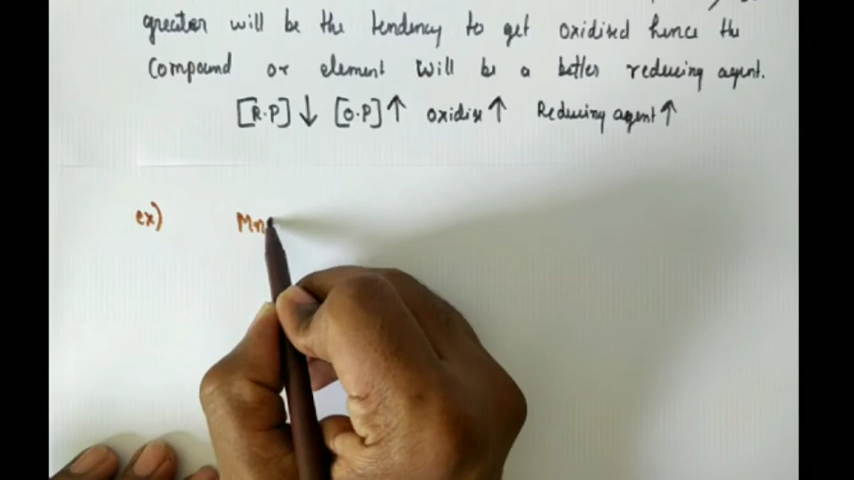 greater will be the tendency to get oxidised hence the
compound or element will be a better reducing agent.
[R.P]↓ [O.P]↑ oxidise↑ Reducing agent↑
ex) Mn